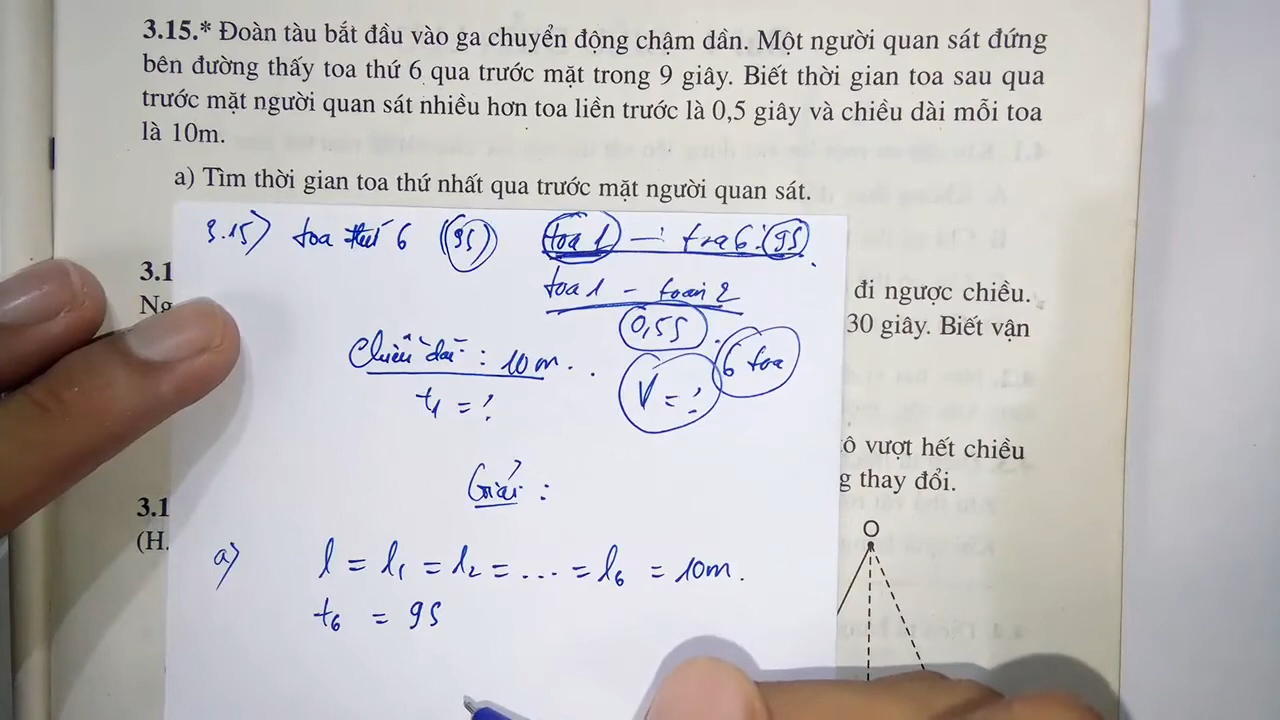 3.15.* Đoàn tàu bắt đầu vào ga chuyển động chậm dần. Một người quan sát đứng
bên đường thấy toa thứ 6 qua trước mặt trong 9 giây. Biết thời gian toa sau qua
trước mặt người quan sát nhiều hơn toa liền trước là 0,5 giây và chiều dài mỗi toa
là 10m.
a) Tìm thời gian toa thứ nhất qua trước mặt người quan sát.
3.15) toa thứ 6 (9s) toa 1 – toa 6: 9s.
toa 1 – toa 2
0,5s.
6 toa
Chiều dài : 10m..
V = ?
t₁ = ?
Giải :
a) l = l₁ = l₂ = ... = l₆ = 10m.
t₆ = 9s
3.1
Ng
đi ngược chiều.
30 giây. Biết vận
ô vượt hết chiều
g thay đổi.
3.1
(H.
O